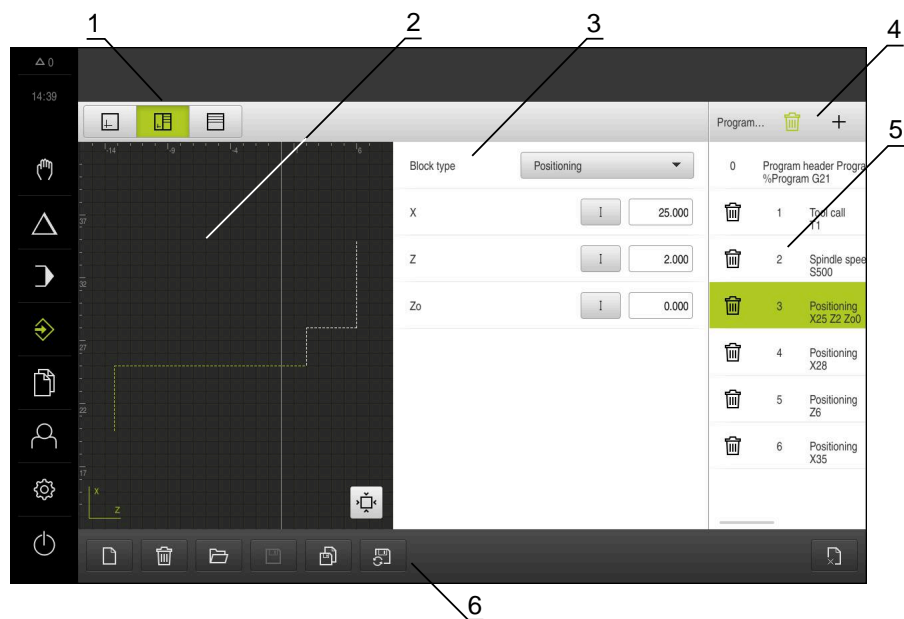 1
2
3
4
5
6
0
14:39
Program...
-14
-9
-4
6
37
32
27
22
17
X
Z
Block type
Positioning
X
I
25.000
Z
I
2.000
Zo
I
0.000
0 Program header Progra
%Program G21
1 Tool call
T1
2 Spindle spee
S500
3 Positioning
X25 Z2 Zo0
4 Positioning
X28
5 Positioning
Z6
6 Positioning
X35